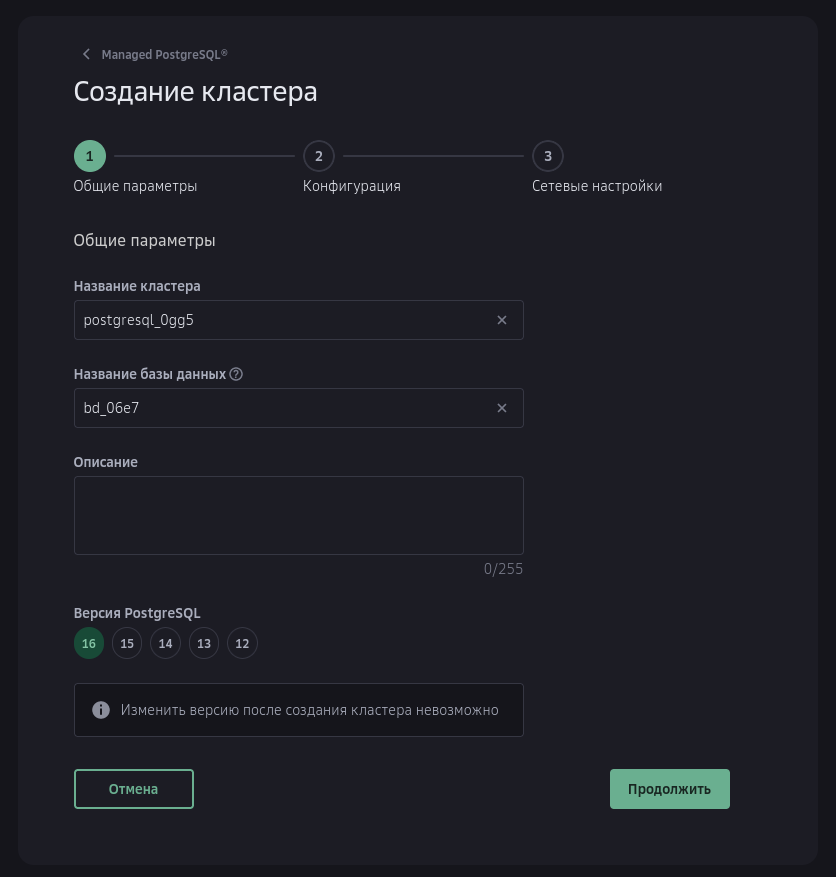 Managed PostgreSQL®
Создание кластера
1 2 3
Общие параметры Конфигурация Сетевые настройки
Общие параметры
Название кластера
postgresql_0gg5
Название базы данных
bd_06e7
Описание
0/255
Версия PostgreSQL
16 15 14 13 12
Изменить версию после создания кластера невозможно
Отмена Продолжить